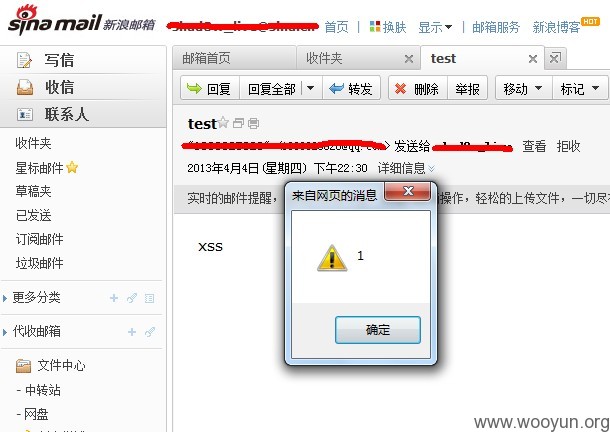 sina mail 新浪邮箱 首页 | 换肤 显示 | 邮箱服务 新浪博客 HOT
写信
收信
联系人
收件夹
星标邮件
草稿夹
已发送
订阅邮件
垃圾邮件
更多分类
代收邮箱
文件中心
- 中转站
- 网盘
邮箱首页 收件夹 test
回复 回复全部 转发 删除 举报 移动 标记
test
发送给 查看 拒收
2013年4月4日(星期四) 下午22:30 详细信息
实时的邮件提醒, 操作，轻松的上传文件，一切尽在
xss
来自网页的消息
1
确定
www.wooyun.org